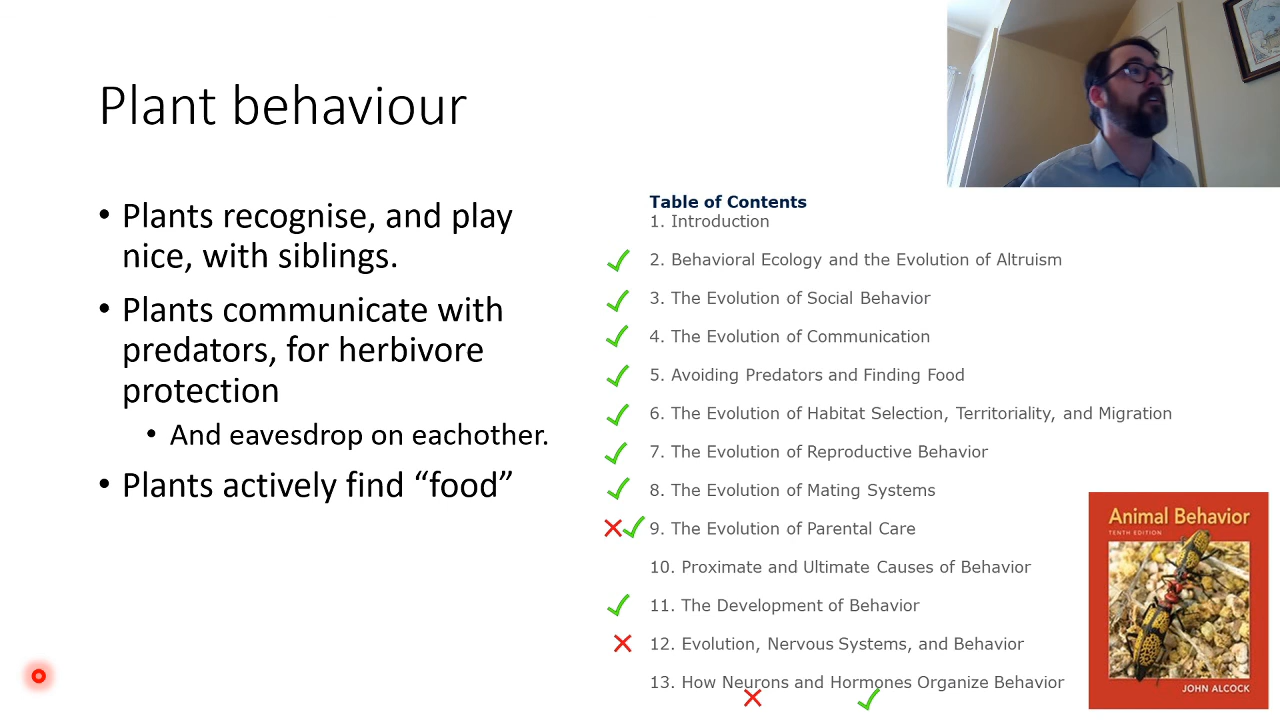 Plant behaviour
• Plants recognise, and play
nice, with siblings.
• Plants communicate with
predators, for herbivore
protection
• And eavesdrop on eachother.
• Plants actively find “food”
Table of Contents
1. Introduction
2. Behavioral Ecology and the Evolution of Altruism
3. The Evolution of Social Behavior
4. The Evolution of Communication
5. Avoiding Predators and Finding Food
6. The Evolution of Habitat Selection, Territoriality, and Migration
7. The Evolution of Reproductive Behavior
8. The Evolution of Mating Systems
9. The Evolution of Parental Care
10. Proximate and Ultimate Causes of Behavior
11. The Development of Behavior
12. Evolution, Nervous Systems, and Behavior
13. How Neurons and Hormones Organize Behavior
Animal Behavior
TENTH EDITION
JOHN ALCOCK